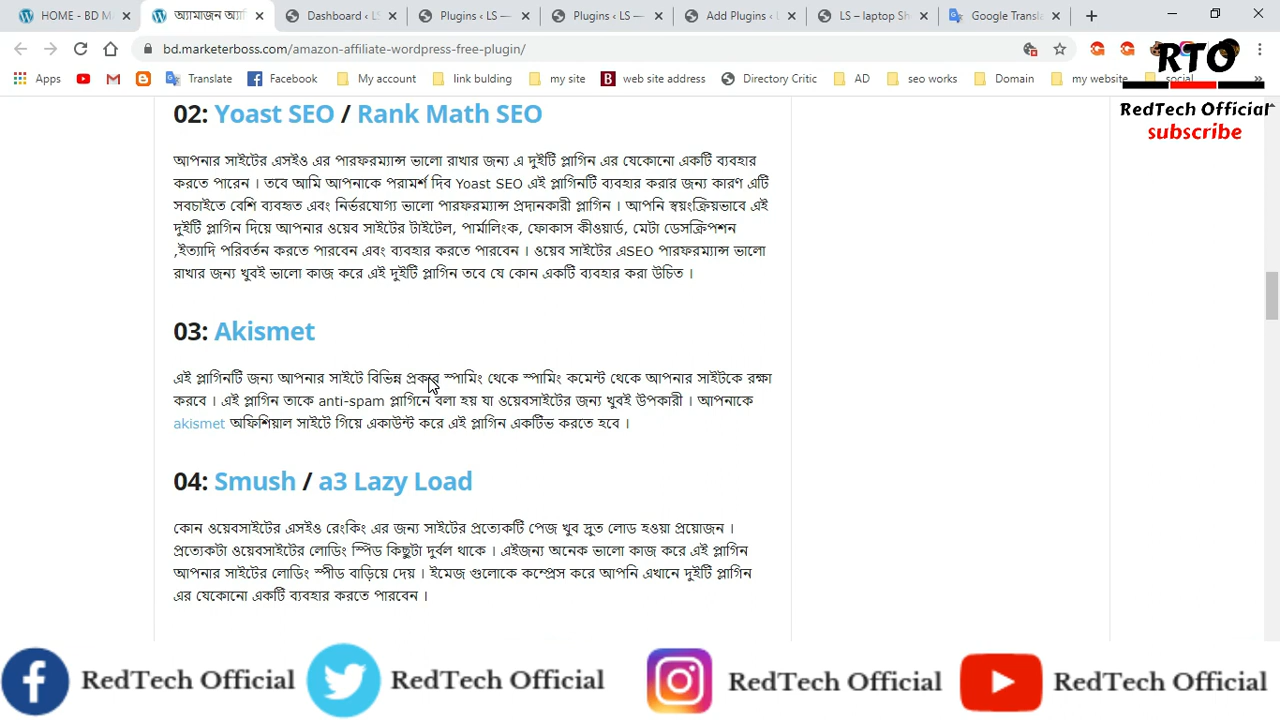 HOME - BD M
অ্যামাজন অ্যা
Dashboard ‹ LS
Plugins ‹ LS —
Plugins ‹ LS —
Add Plugins ‹ L
LS – laptop Sh
Google Transla
bd.marketerboss.com/amazon-affiliate-wordpress-free-plugin/
Apps
Translate
Facebook
My account
link bulding
my site
web site address
Directory Critic
AD
seo works
Domain
my website
social
RTO
RedTech Official
subscribe
02: Yoast SEO / Rank Math SEO
আপনার সাইটের এসইও এর পারফরম্যান্স ভালো রাখার জন্য এ দুইটি প্লাগিন এর যেকোনো একটি ব্যবহার
করতে পারেন । তবে আমি আপনাকে পরামর্শ দিব Yoast SEO এই প্লাগিনটি ব্যবহার করার জন্য কারণ এটি
সবচাইতে বেশি ব্যবহৃত এবং নির্ভরযোগ্য ভালো পারফরম্যান্স প্রদানকারী প্লাগিন । আপনি স্বয়ংক্রিয়ভাবে এই
দুইটি প্লাগিন দিয়ে আপনার ওয়েব সাইটের টাইটেল, পার্মালিংক, ফোকাস কীওয়ার্ড, মেটা ডেসক্রিপশন
,ইত্যাদি পরিবর্তন করতে পারবেন এবং ব্যবহার করতে পারবেন । ওয়েব সাইটের এSEO পারফরম্যান্স ভালো
রাখার জন্য খুবই ভালো কাজ করে এই দুইটি প্লাগিন তবে যে কোন একটি ব্যবহার করা উচিত ।
03: Akismet
এই প্লাগিনটি জন্য আপনার সাইটে বিভিন্ন প্রকার স্পামিং থেকে স্পামিং কমেন্ট থেকে আপনার সাইটকে রক্ষা
করবে । এই প্লাগিন তাকে anti-spam প্লাগিনে বলা হয় যা ওয়েবসাইটের জন্য খুবই উপকারী । আপনাকে
akismet অফিশিয়াল সাইটে গিয়ে একাউন্ট করে এই প্লাগিন একটিভ করতে হবে ।
04: Smush / a3 Lazy Load
কোন ওয়েবসাইটের এসইও রেংকিং এর জন্য সাইটের প্রত্যেকটি পেজ খুব দ্রুত লোড হওয়া প্রয়োজন ।
প্রত্যেকটা ওয়েবসাইটের লোডিং স্পিড কিছুটা দুর্বল থাকে । এইজন্য অনেক ভালো কাজ করে এই প্লাগিন
আপনার সাইটের লোডিং স্পীড বাড়িয়ে দেয় । ইমেজ গুলোকে কম্প্রেস করে আপনি এখানে দুইটি প্লাগিন
এর যেকোনো একটি ব্যবহার করতে পারবেন ।
RedTech Official
RedTech Official
RedTech Official
RedTech Official